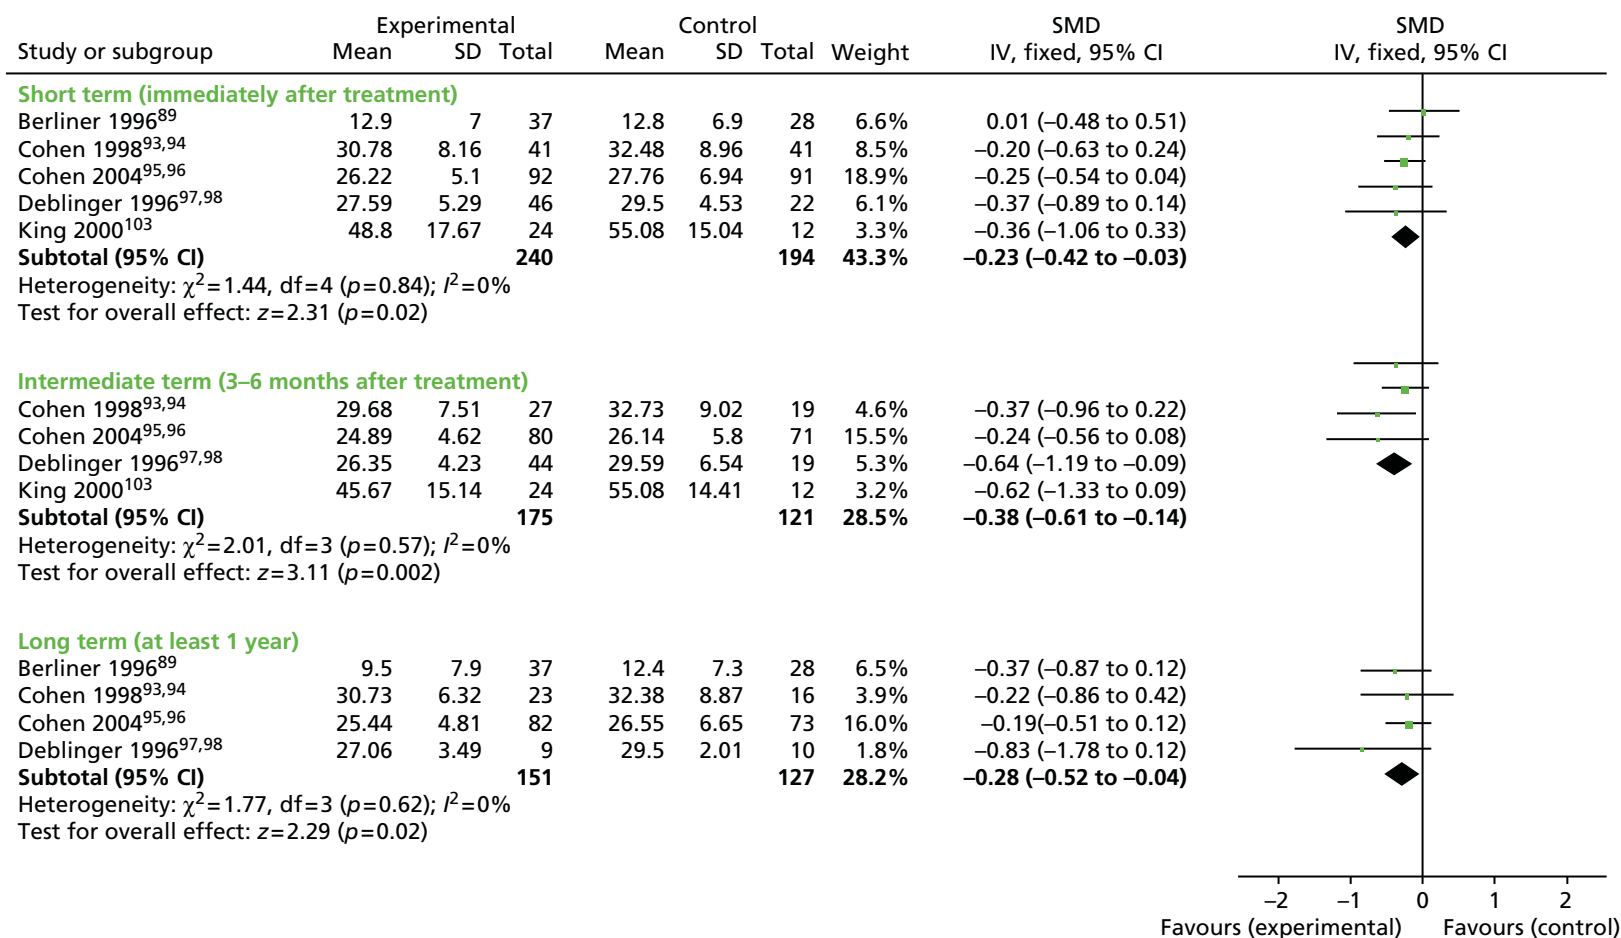 Experimental Control SMD SMD
Study or subgroup Mean SD Total Mean SD Total Weight IV, fixed, 95% CI IV, fixed, 95% CI
Short term (immediately after treatment)
Berliner 1996⁸⁹ 12.9 7 37 12.8 6.9 28 6.6% 0.01 (–0.48 to 0.51)
Cohen 1998⁹³,⁹⁴ 30.78 8.16 41 32.48 8.96 41 8.5% –0.20 (–0.63 to 0.24)
Cohen 2004⁹⁵,⁹⁶ 26.22 5.1 92 27.76 6.94 91 18.9% –0.25 (–0.54 to 0.04)
Deblinger 1996⁹⁷,⁹⁸ 27.59 5.29 46 29.5 4.53 22 6.1% –0.37 (–0.89 to 0.14)
King 2000¹⁰³ 48.8 17.67 24 55.08 15.04 12 3.3% –0.36 (–1.06 to 0.33)
Subtotal (95% CI) 240 194 43.3% –0.23 (–0.42 to –0.03)
Heterogeneity: χ²=1.44, df=4 (p=0.84); I²=0%
Test for overall effect: z=2.31 (p=0.02)
Intermediate term (3–6 months after treatment)
Cohen 1998⁹³,⁹⁴ 29.68 7.51 27 32.73 9.02 19 4.6% –0.37 (–0.96 to 0.22)
Cohen 2004⁹⁵,⁹⁶ 24.89 4.62 80 26.14 5.8 71 15.5% –0.24 (–0.56 to 0.08)
Deblinger 1996⁹⁷,⁹⁸ 26.35 4.23 44 29.59 6.54 19 5.3% –0.64 (–1.19 to –0.09)
King 2000¹⁰³ 45.67 15.14 24 55.08 14.41 12 3.2% –0.62 (–1.33 to 0.09)
Subtotal (95% CI) 175 121 28.5% –0.38 (–0.61 to –0.14)
Heterogeneity: χ²=2.01, df=3 (p=0.57); I²=0%
Test for overall effect: z=3.11 (p=0.002)
Long term (at least 1 year)
Berliner 1996⁸⁹ 9.5 7.9 37 12.4 7.3 28 6.5% –0.37 (–0.87 to 0.12)
Cohen 1998⁹³,⁹⁴ 30.73 6.32 23 32.38 8.87 16 3.9% –0.22 (–0.86 to 0.42)
Cohen 2004⁹⁵,⁹⁶ 25.44 4.81 82 26.55 6.65 73 16.0% –0.19(–0.51 to 0.12)
Deblinger 1996⁹⁷,⁹⁸ 27.06 3.49 9 29.5 2.01 10 1.8% –0.83 (–1.78 to 0.12)
Subtotal (95% CI) 151 127 28.2% –0.28 (–0.52 to –0.04)
Heterogeneity: χ²=1.77, df=3 (p=0.62); I²=0%
Test for overall effect: z=2.29 (p=0.02)
–2 –1 0 1 2
Favours (experimental) Favours (control)